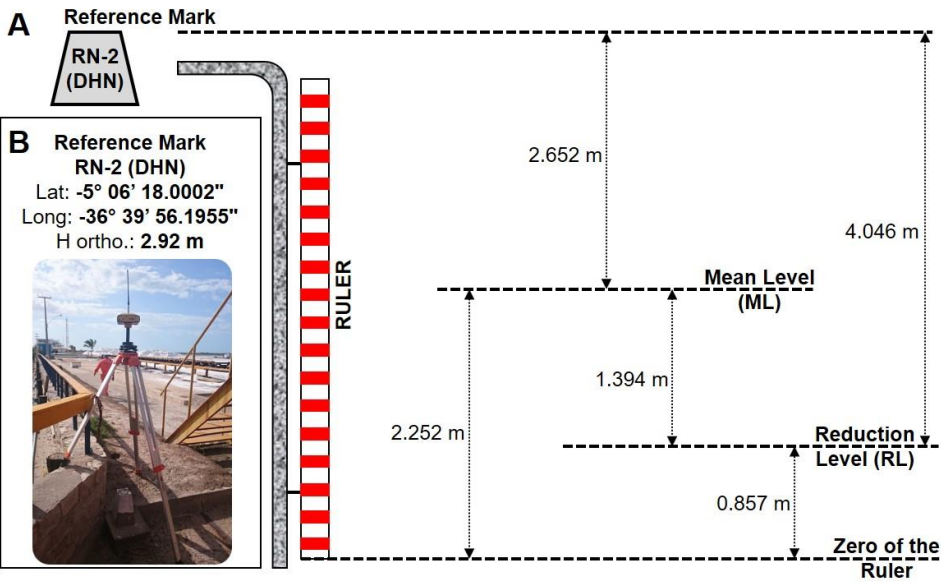 A
Reference Mark
RN-2
(DHN)
B
Reference Mark
RN-2 (DHN)
Lat: -5° 06’ 18.0002"
Long: -36° 39’ 56.1955"
H ortho.: 2.92 m
RULER
2.652 m
4.046 m
Mean Level
(ML)
1.394 m
2.252 m
Reduction
Level (RL)
0.857 m
Zero of the
Ruler